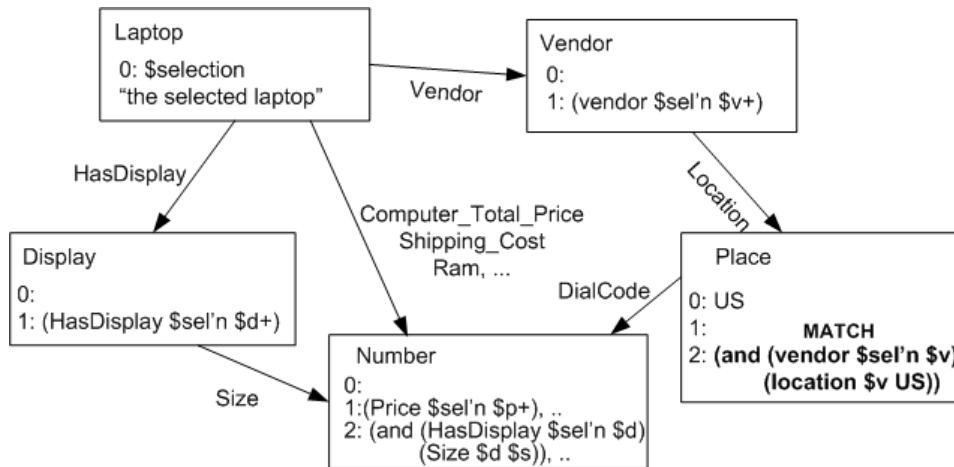 Laptop
0: $selection
“the selected laptop”
Vendor
Vendor
0:
1: (vendor $sel’n $v+)
HasDisplay
Location
Computer_Total_Price
Shipping_Cost
Ram, ...
Display
0:
1: (HasDisplay $sel’n $d+)
Place
0: US
1:
MATCH
2: (and (vendor $sel’n $v)
(location $v US))
DialCode
Size
Number
0:
1:(Price $sel’n $p+), ..
2: (and (HasDisplay $sel’n $d)
(Size $d $s)), ..